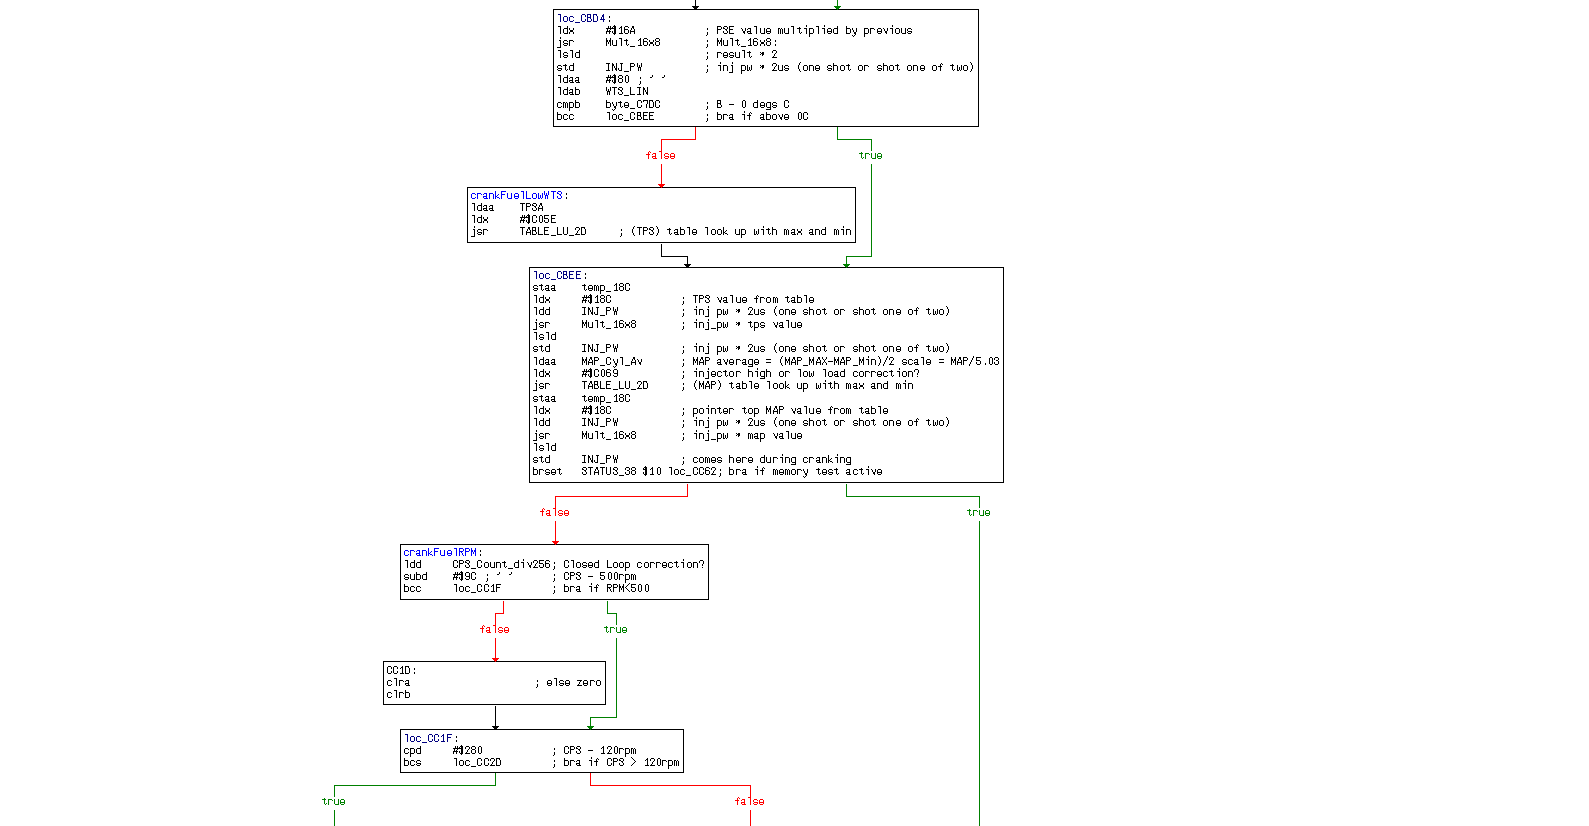 loc_CBD4:
ldx #$16A ; PSE value multiplied by previous
jsr Mult_16x8 ; Mult_16x8:
lsld ; result * 2
std INJ_PW ; inj pw * 2us (one shot or shot one of two)
ldaa #$80 ; ' '
ldab WTS_LIN
cmpb byte_C7DC ; B - 0 degs C
bcc loc_CBEE ; bra if above 0C
false
true
crankFuelLowWTS:
ldaa TPSA
ldx #$C05E
jsr TABLE_LU_2D ; (TPS) table look up with max and min
loc_CBEE:
staa temp_18C
ldx #$18C ; TPS value from table
ldd INJ_PW ; inj pw * 2us (one shot or shot one of two)
jsr Mult_16x8 ; inj_pw * tps value
lsld
std INJ_PW ; inj pw * 2us (one shot or shot one of two)
ldaa MAP_Cyl_Av ; MAP average = (MAP_MAX-MAP_Min)/2 scale = MAP/5.03
ldx #$C069 ; injector high or low load correction?
jsr TABLE_LU_2D ; (MAP) table look up with max and min
staa temp_18C
ldx #$18C ; pointer top MAP value from table
ldd INJ_PW ; inj pw * 2us (one shot or shot one of two)
jsr Mult_16x8 ; inj_pw * map value
lsld
std INJ_PW ; comes here during cranking
brset STATUS_38 $10 loc_CC62; bra if memory test active
false
true
crankFuelRPM:
ldd CPS_Count_div256; Closed Loop correction?
subd #$9C ; ' ' ; CPS - 500rpm
bcc loc_CC1F ; bra if RPM<500
false
true
CC1D:
clra ; else zero
clrb
loc_CC1F:
cpd #$280 ; CPS - 120rpm
bcs loc_CC2D ; bra if CPS > 120rpm
true
false